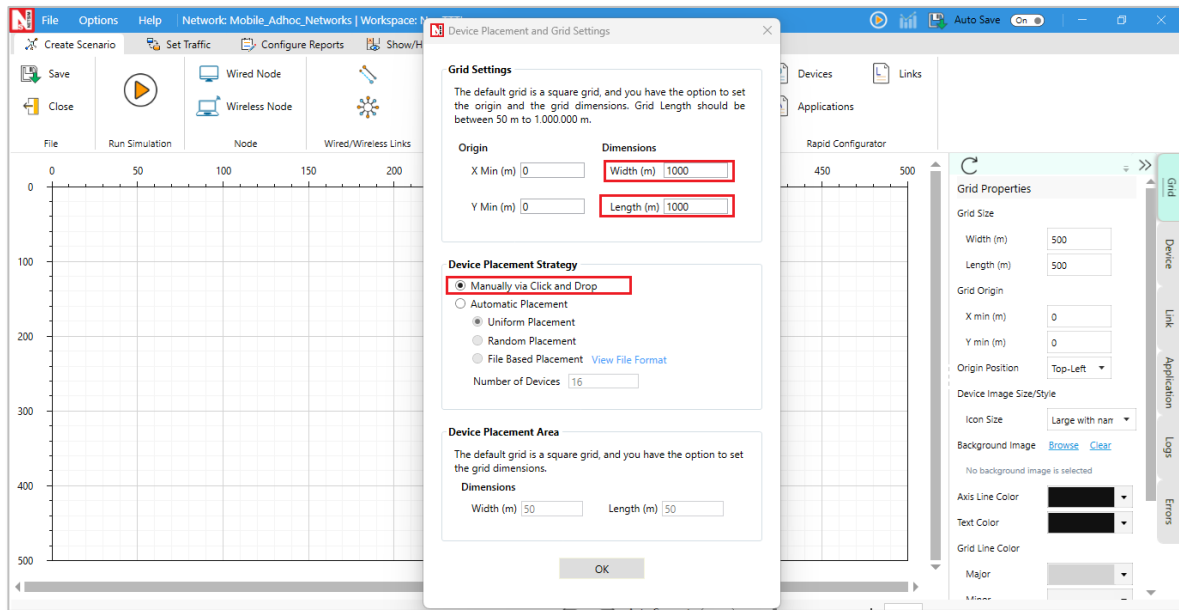 File Options Help Network: Mobile_Adhoc_Networks | Workspace:
Auto Save On
Create Scenario Set Traffic Configure Reports Show/H
Save
Close
File
Run Simulation
Wired Node
Wireless Node
Node
Wired/Wireless Links
Devices
Links
Applications
Rapid Configurator
0 50 100 150 200 450 500
0
100
200
300
400
500
Device Placement and Grid Settings
Grid Settings
The default grid is a square grid, and you have the option to set
the origin and the grid dimensions. Grid Length should be
between 50 m to 1.000.000 m.
Origin Dimensions
X Min (m) 0 Width (m) 1000
Y Min (m) 0 Length (m) 1000
Device Placement Strategy
Manually via Click and Drop
Automatic Placement
Uniform Placement
Random Placement
File Based Placement View File Format
Number of Devices 16
Device Placement Area
The default grid is a square grid, and you have the option to set
the grid dimensions.
Dimensions
Width (m) 50 Length (m) 50
OK
Grid Properties
Grid Size
Width (m) 500
Length (m) 500
Grid Origin
X min (m) 0
Y min (m) 0
Origin Position Top-Left
Device Image Size/Style
Icon Size Large with nam
Background Image Browse Clear
No background image is selected
Axis Line Color
Text Color
Grid Line Color
Major
Minor
Grid
Device
Link
Application
Logs
Errors